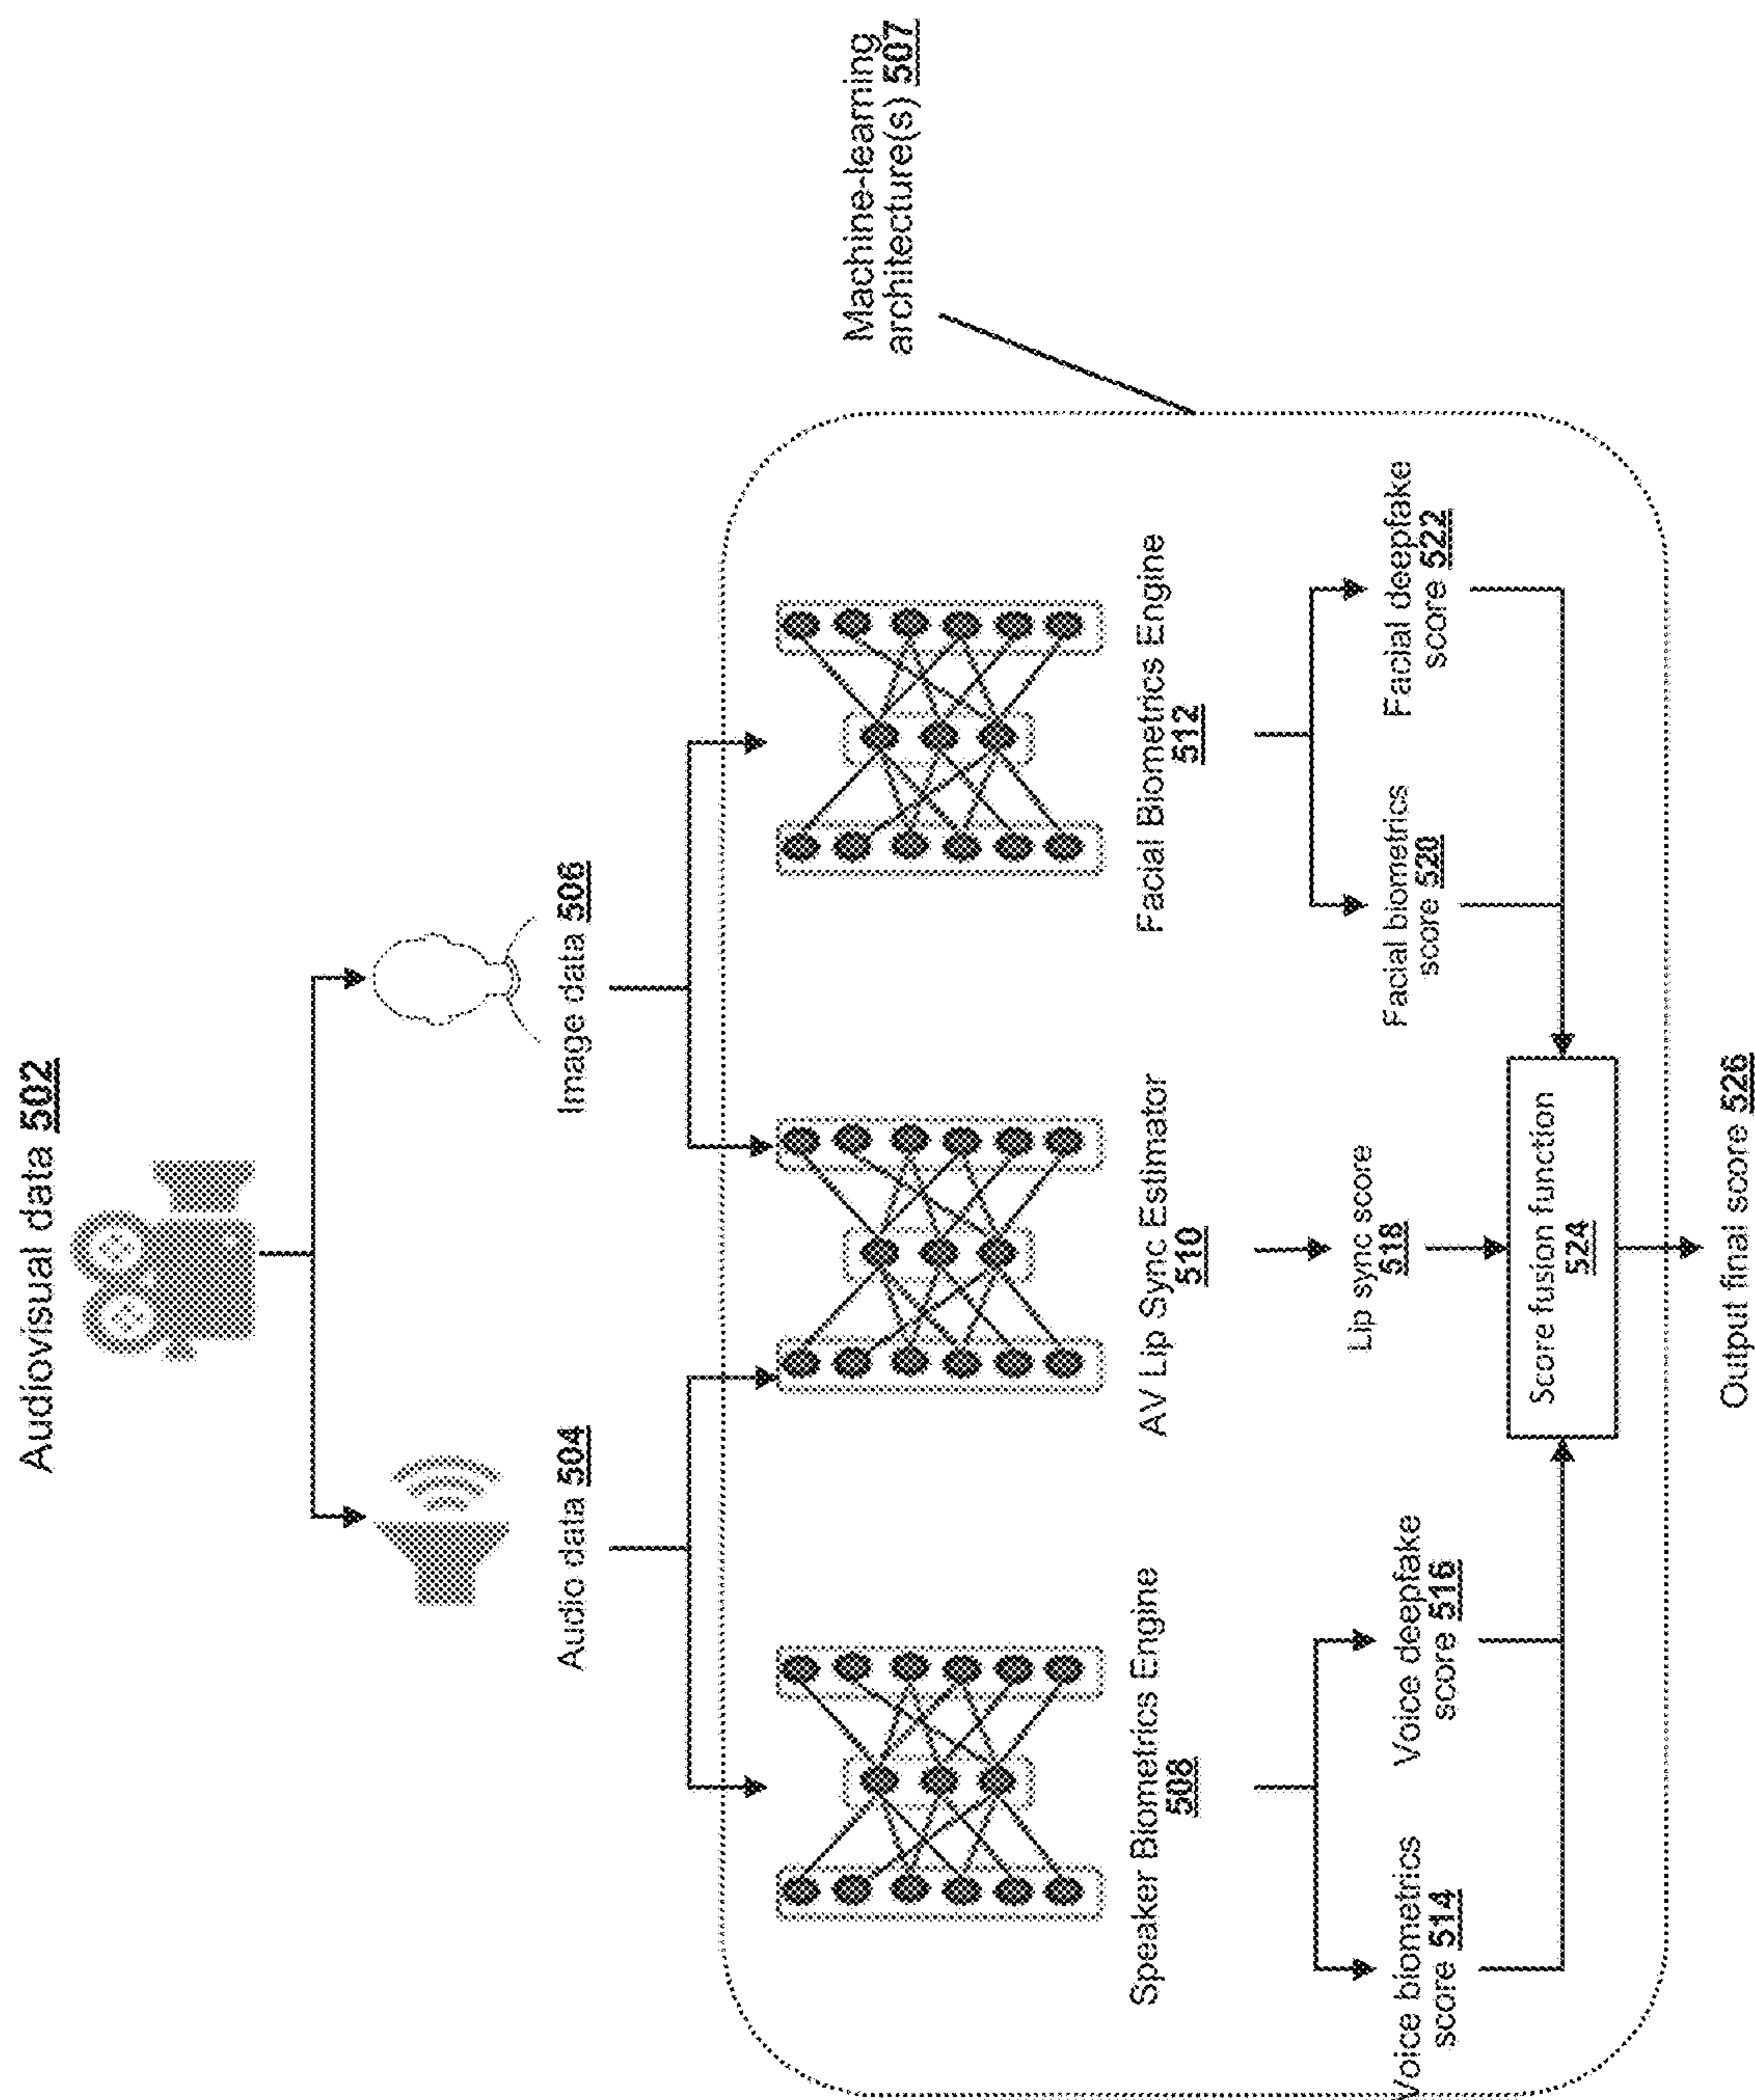 Audiovisual data 502
Audio data 504
Image data 506
Machine-learning
architecture(s) 507
Speaker Biometrics Engine
508
AV Lip Sync Estimator
510
Facial Biometrics Engine
512
Voice biometrics
score 514
Voice deepfake
score 516
Lip sync score
518
Facial biometrics
score 520
Facial deepfake
score 522
Score fusion function
524
Output final score 526